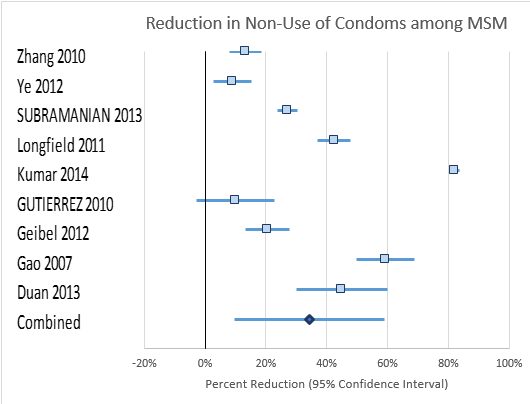 Reduction in Non-Use of Condoms among MSM
Zhang 2010
Ye 2012
SUBRAMANIAN 2013
Longfield 2011
Kumar 2014
GUTIERREZ 2010
Geibel 2012
Gao 2007
Duan 2013
Combined
-20% 0% 20% 40% 60% 80% 100%
Percent Reduction (95% Confidence Interval)